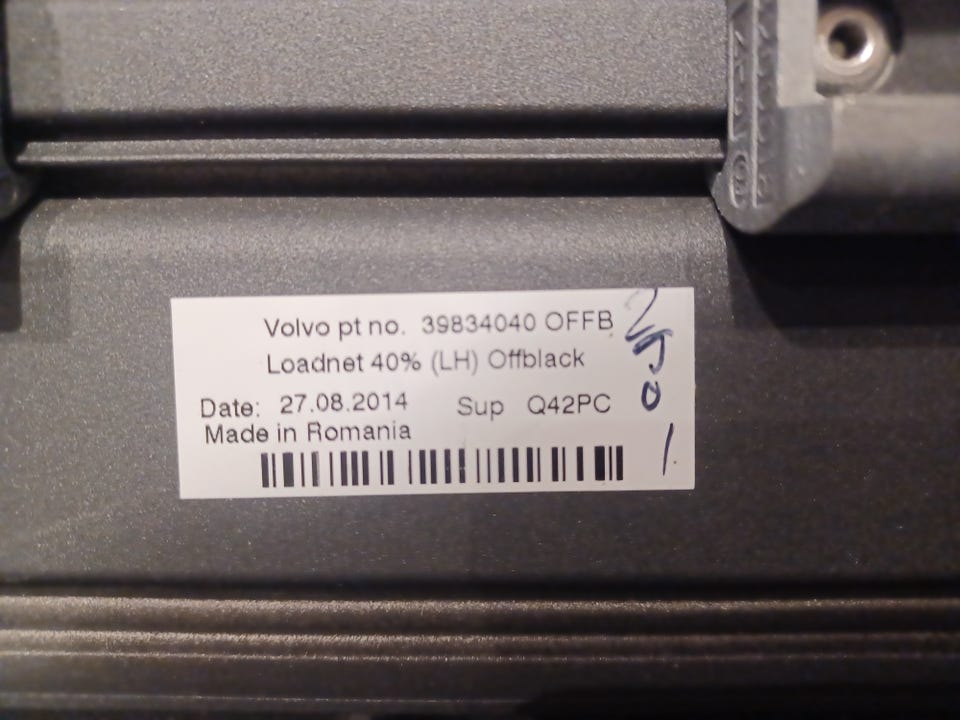 Volvo pt no. 39834040 OFFB
Loadnet 40% (LH) Offblack
Date: 27.08.2014 Sup Q42PC
Made in Romania